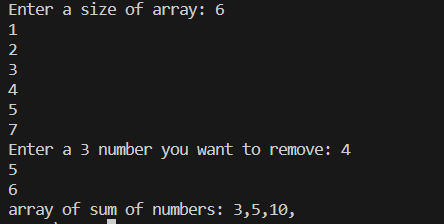 Enter a size of array: 6
1
2
3
4
5
7
Enter a 3 number you want to remove: 4
5
6
array of sum of numbers: 3,5,10,